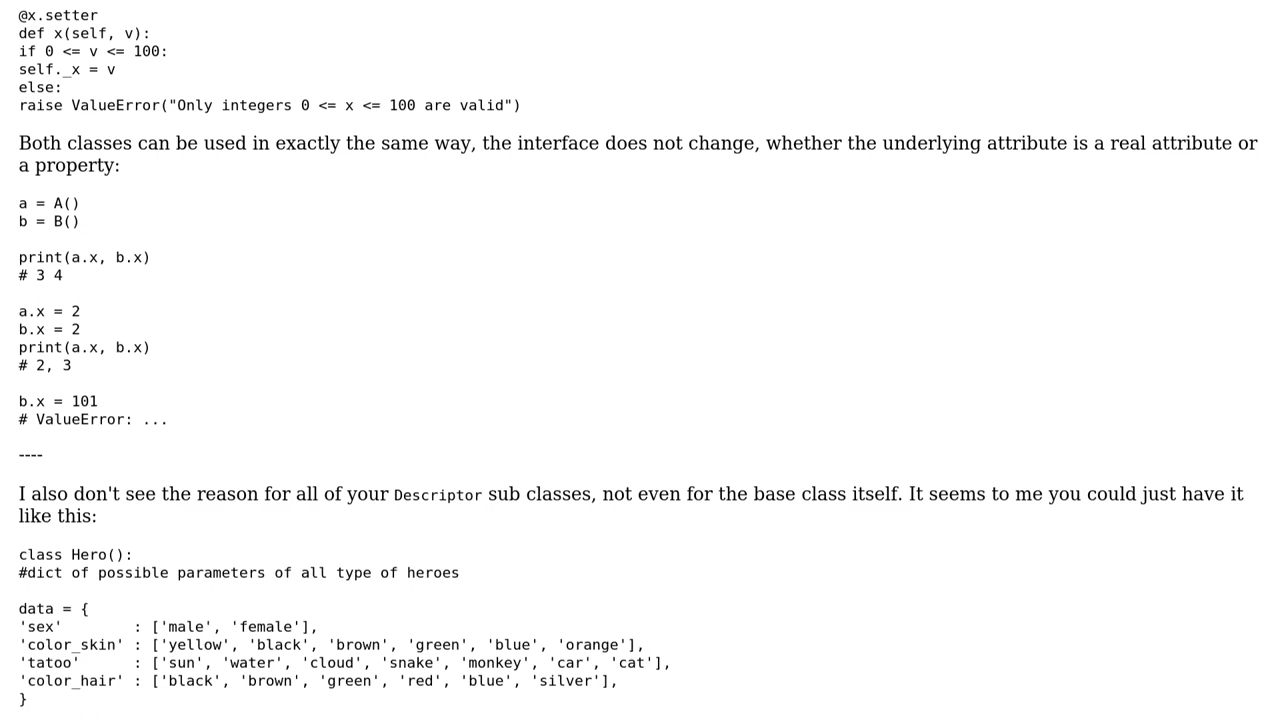 @x.setter
def x(self, v):
if 0 <= v <= 100:
self._x = v
else:
raise ValueError("Only integers 0 <= x <= 100 are valid")
Both classes can be used in exactly the same way, the interface does not change, whether the underlying attribute is a real attribute or
a property:
a = A()
b = B()
print(a.x, b.x)
# 3 4
a.x = 2
b.x = 2
print(a.x, b.x)
# 2, 3
b.x = 101
# ValueError: ...
----
I also don't see the reason for all of your Descriptor sub classes, not even for the base class itself. It seems to me you could just have it
like this:
class Hero():
#dict of possible parameters of all type of heroes
data = {
'sex'        : ['male', 'female'],
'color_skin' : ['yellow', 'black', 'brown', 'green', 'blue', 'orange'],
'tatoo'      : ['sun', 'water', 'cloud', 'snake', 'monkey', 'car', 'cat'],
'color_hair' : ['black', 'brown', 'green', 'red', 'blue', 'silver'],
}